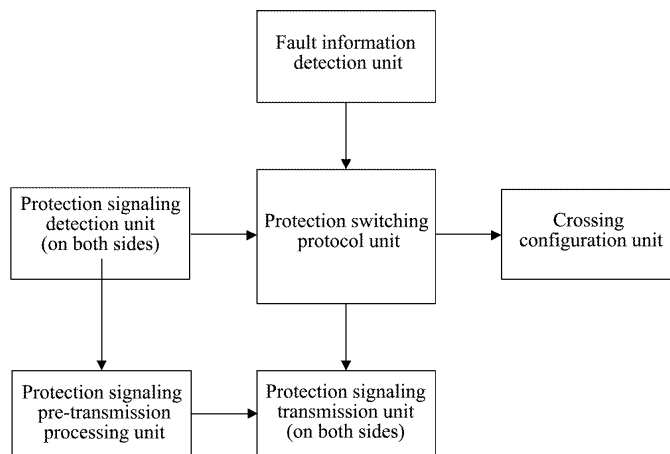 Fault information
detection unit
Protection signaling
detection unit
(on both sides)
Protection switching
protocol unit
Crossing
configuration unit
Protection signaling
pre-transmission
processing unit
Protection signaling
transmission unit
(on both sides)